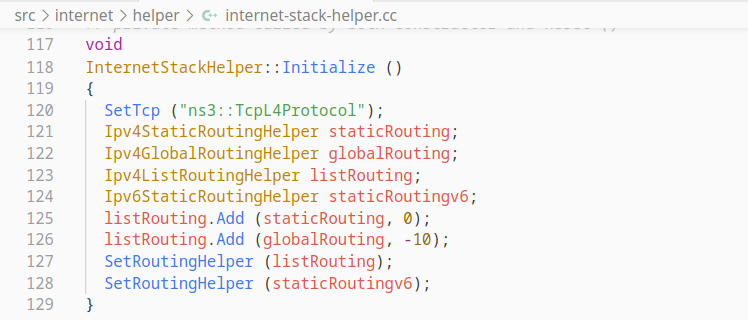 src > internet > helper > internet-stack-helper.cc
117 void
118 InternetStackHelper::Initialize ()
119 {
120 SetTcp ("ns3::TcpL4Protocol");
121 Ipv4StaticRoutingHelper staticRouting;
122 Ipv4GlobalRoutingHelper globalRouting;
123 Ipv4ListRoutingHelper listRouting;
124 Ipv6StaticRoutingHelper staticRoutingv6;
125 listRouting.Add (staticRouting, 0);
126 listRouting.Add (globalRouting, -10);
127 SetRoutingHelper (listRouting);
128 SetRoutingHelper (staticRoutingv6);
129 }